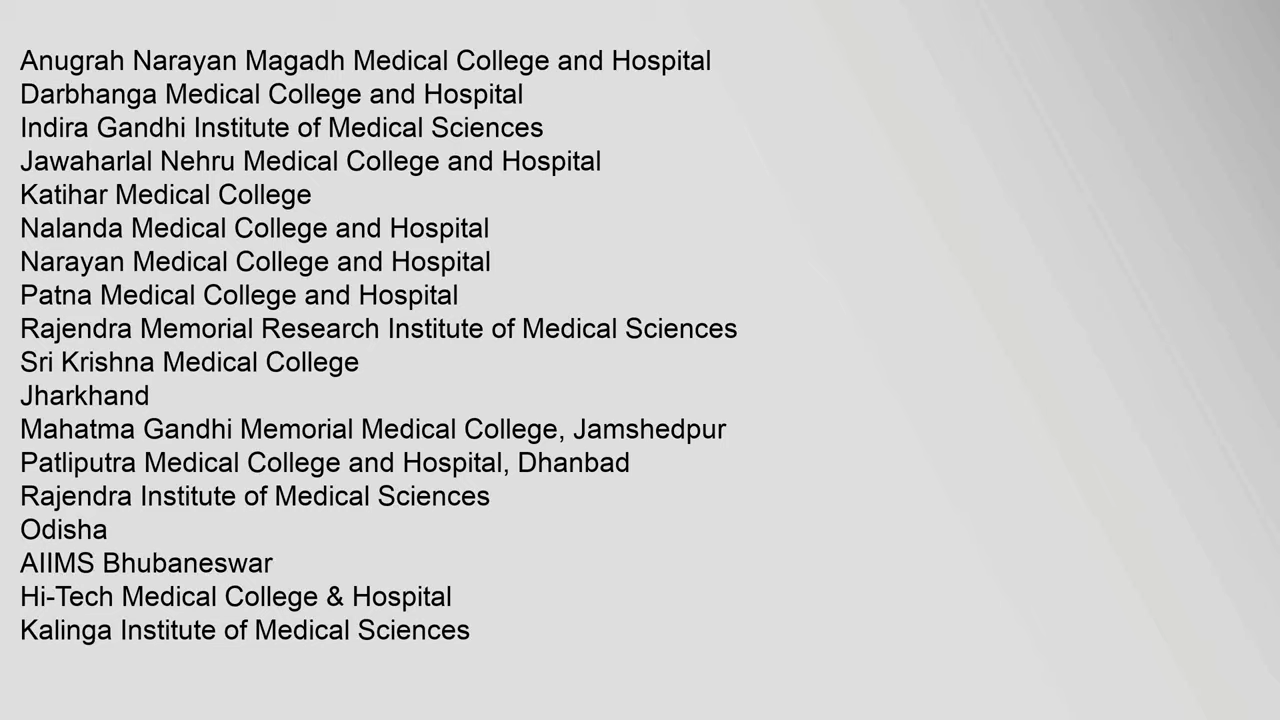 Anugrah Narayan Magadh Medical College and Hospital
Darbhanga Medical College and Hospital
Indira Gandhi Institute of Medical Sciences
Jawaharlal Nehru Medical College and Hospital
Katihar Medical College
Nalanda Medical College and Hospital
Narayan Medical College and Hospital
Patna Medical College and Hospital
Rajendra Memorial Research Institute of Medical Sciences
Sri Krishna Medical College
Jharkhand
Mahatma Gandhi Memorial Medical College, Jamshedpur
Patliputra Medical College and Hospital, Dhanbad
Rajendra Institute of Medical Sciences
Odisha
AIIMS Bhubaneswar
Hi-Tech Medical College & Hospital
Kalinga Institute of Medical Sciences